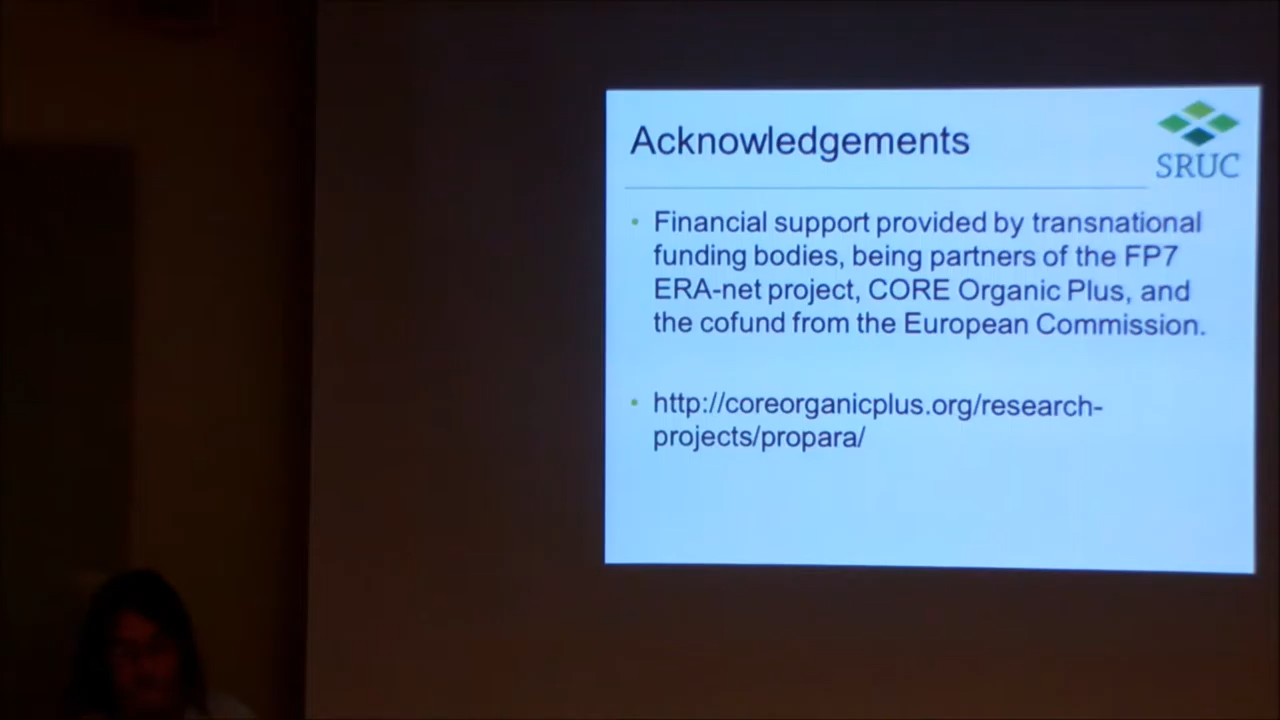 Acknowledgements
SRUC
• Financial support provided by transnational
funding bodies, being partners of the FP7
ERA-net project, CORE Organic Plus, and
the cofund from the European Commission.
• http://coreorganicplus.org/research-
projects/propara/